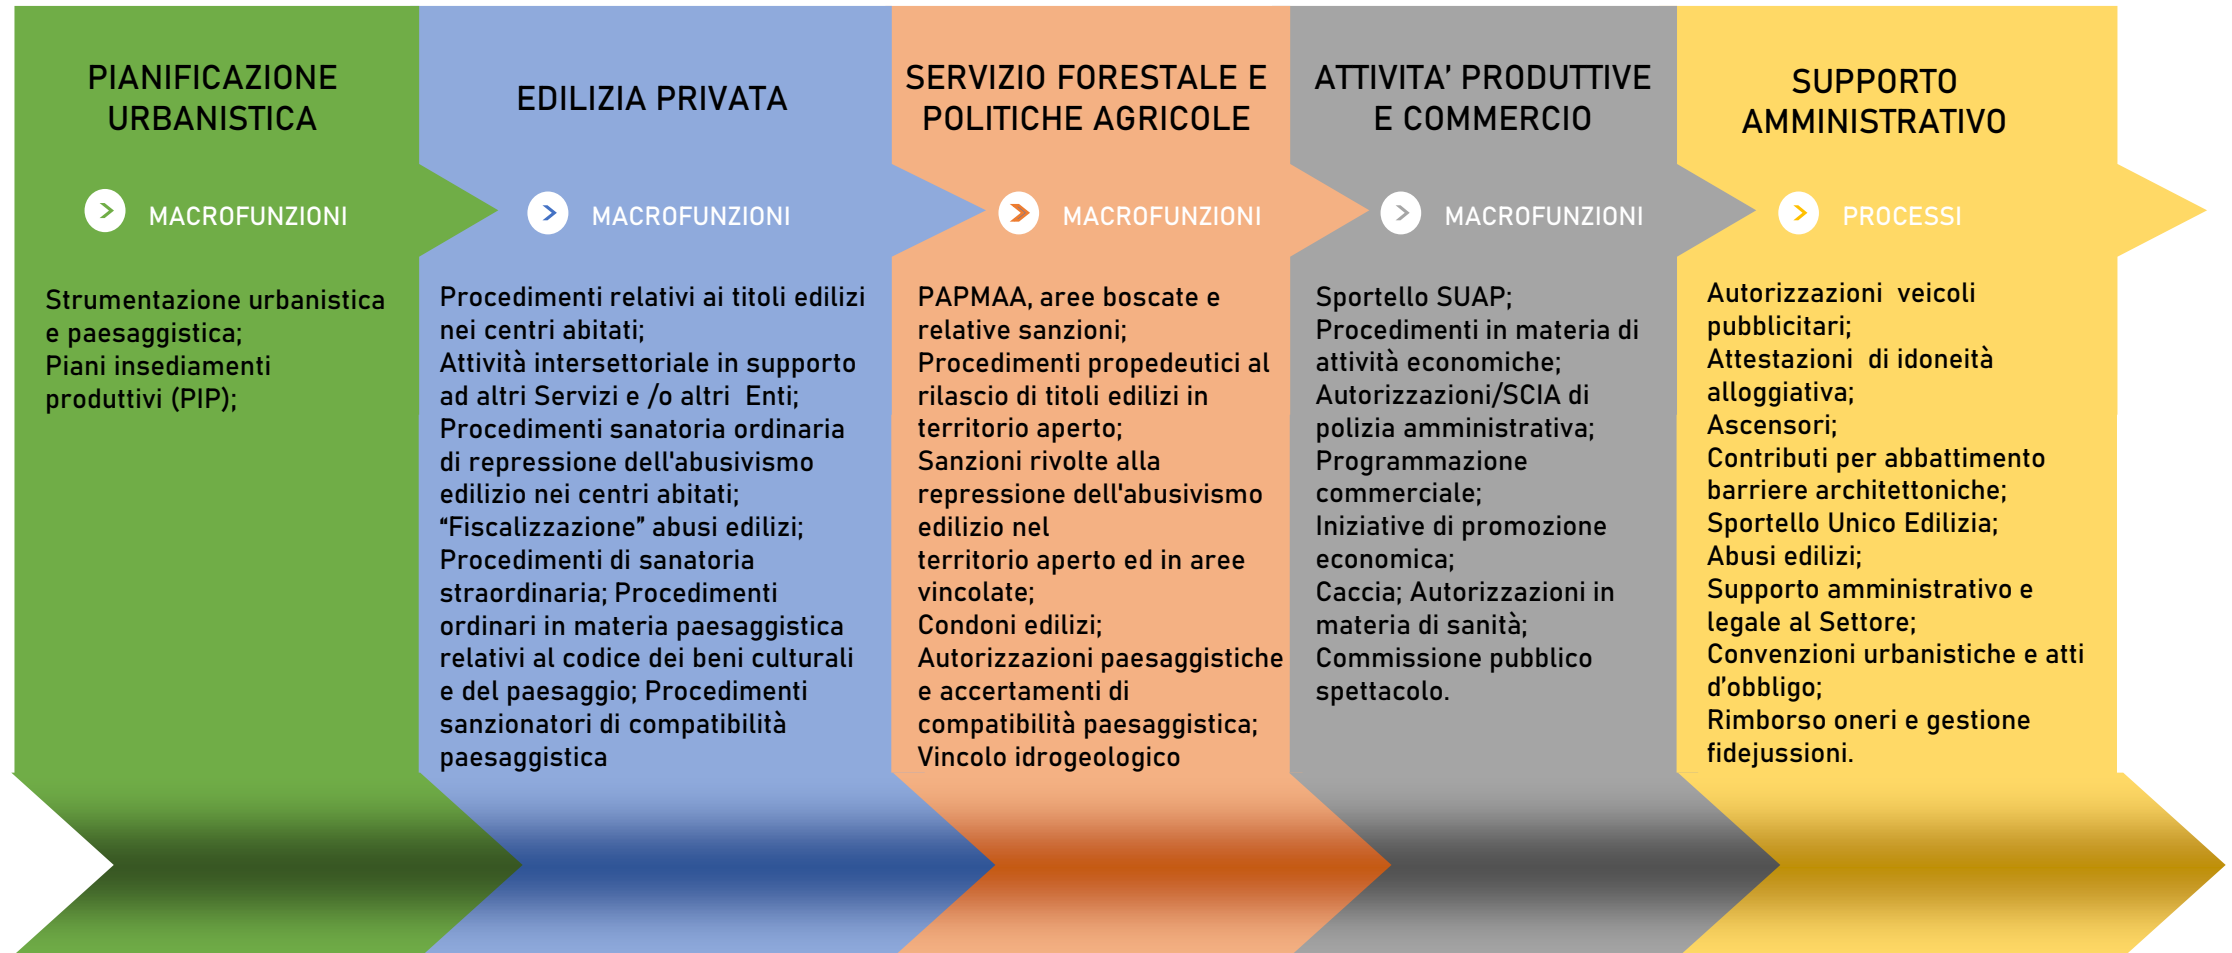 PIANIFICAZIONE
URBANISTICA
MACROFUNZIONI
Strumentazione urbanistica
e paesaggistica;
Piani insediamenti
produttivi (PIP);
EDILIZIA PRIVATA
MACROFUNZIONI
Procedimenti relativi ai titoli edilizi
nei centri abitati;
Attività intersettoriale in supporto
ad altri Servizi e /o altri  Enti;
Procedimenti sanatoria ordinaria
di repressione dell'abusivismo
edilizio nei centri abitati;
“Fiscalizzazione” abusi edilizi;
Procedimenti di sanatoria
straordinaria; Procedimenti
ordinari in materia paesaggistica
relativi al codice dei beni culturali
e del paesaggio; Procedimenti
sanzionatori di compatibilità
paesaggistica
SERVIZIO FORESTALE E
POLITICHE AGRICOLE
MACROFUNZIONI
PAPMAA, aree boscate e
relative sanzioni;
Procedimenti propedeutici al
rilascio di titoli edilizi in
territorio aperto;
Sanzioni rivolte alla
repressione dell'abusivismo
edilizio nel
territorio aperto ed in aree
vincolate;
Condoni edilizi;
Autorizzazioni paesaggistiche
e accertamenti di
compatibilità paesaggistica;
Vincolo idrogeologico
ATTIVITA’ PRODUTTIVE
E COMMERCIO
MACROFUNZIONI
Sportello SUAP;
Procedimenti in materia di
attività economiche;
Autorizzazioni/SCIA di
polizia amministrativa;
Programmazione
commerciale;
Iniziative di promozione
economica;
Caccia; Autorizzazioni in
materia di sanità;
Commissione pubblico
spettacolo.
SUPPORTO
AMMINISTRATIVO
PROCESSI
Autorizzazioni  veicoli
pubblicitari;
Attestazioni  di idoneità
alloggiativa;
Ascensori;
Contributi per abbattimento
barriere architettoniche;
Sportello Unico Edilizia;
Abusi edilizi;
Supporto amministrativo e
legale al Settore;
Convenzioni urbanistiche e atti
d’obbligo;
Rimborso oneri e gestione
fidejussioni.